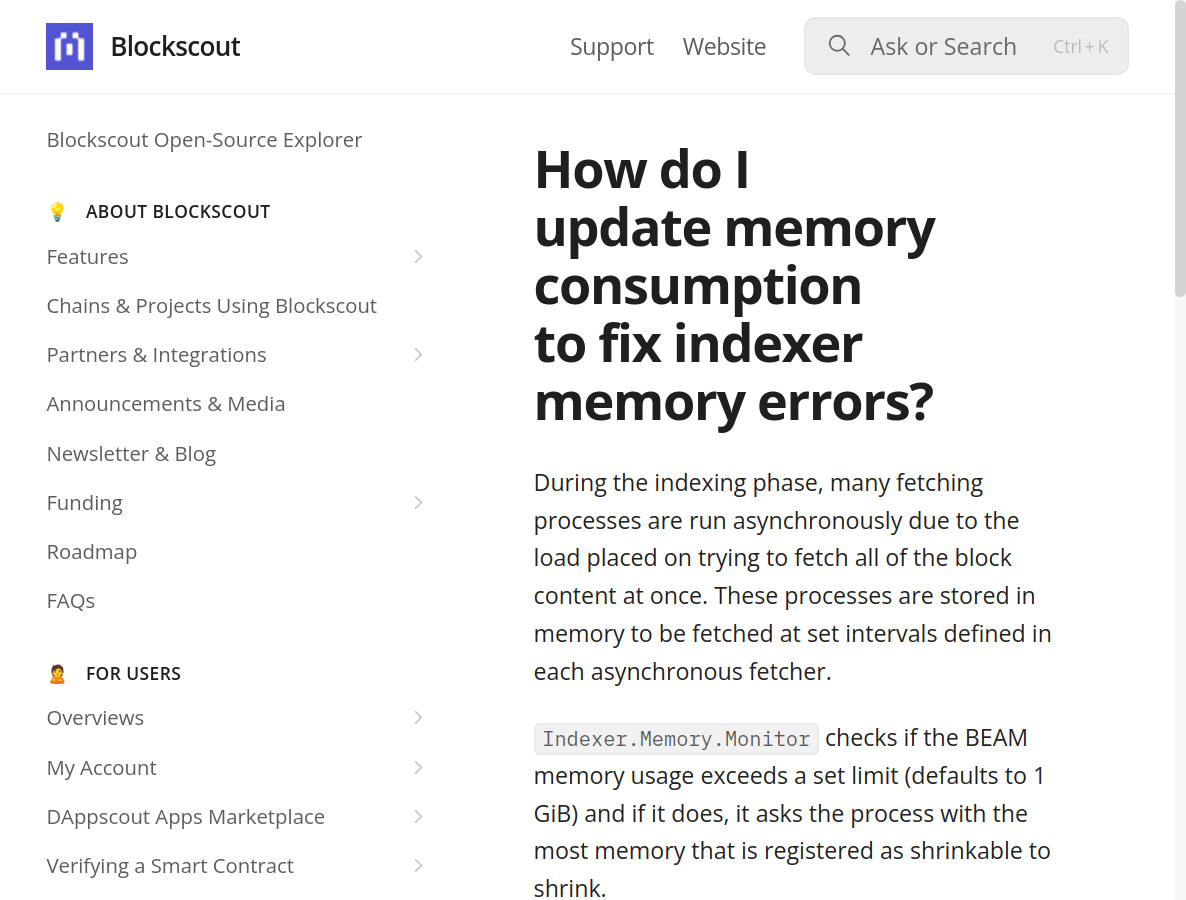 Blockscout
Support
Website
Ask or Search
Ctrl + K
Blockscout Open-Source Explorer
ABOUT BLOCKSCOUT
Features
Chains & Projects Using Blockscout
Partners & Integrations
Announcements & Media
Newsletter & Blog
Funding
Roadmap
FAQs
FOR USERS
Overviews
My Account
DAppscout Apps Marketplace
Verifying a Smart Contract
How do I
update memory
consumption
to fix indexer
memory errors?
During the indexing phase, many fetching
processes are run asynchronously due to the
load placed on trying to fetch all of the block
content at once. These processes are stored in
memory to be fetched at set intervals defined in
each asynchronous fetcher.
Indexer.Memory.Monitor checks if the BEAM
memory usage exceeds a set limit (defaults to 1
GiB) and if it does, it asks the process with the
most memory that is registered as shrinkable to
shrink.